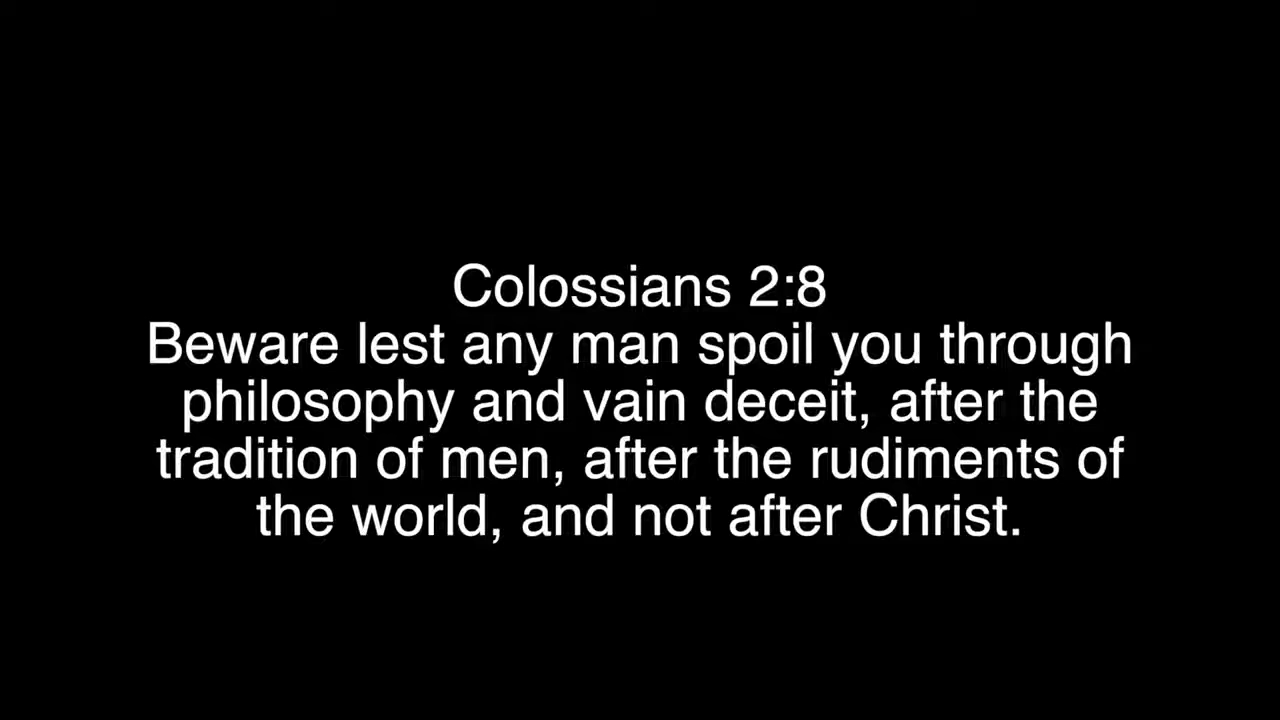 Colossians 2:8
Beware lest any man spoil you through
philosophy and vain deceit, after the
tradition of men, after the rudiments of
the world, and not after Christ.